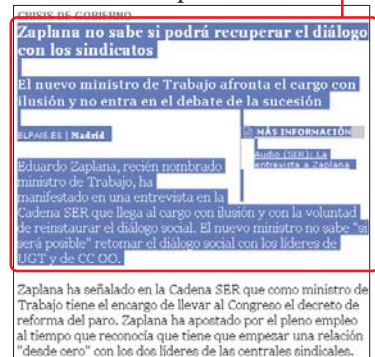 CRISIS DE GOBIERNO
Zaplana no sabe si podrá recuperar el diálogo
con los sindicatos
El nuevo ministro de Trabajo afronta el cargo con
ilusión y no entra en el debate de la sucesión
ELPAIS.ES | Madrid
MÁS INFORMACIÓN
Audio (SER): La
entrevista a Zaplana
Eduardo Zaplana, recién nombrado
ministro de Trabajo, ha
manifestado en una entrevista en la
Cadena SER que llega al cargo con ilusión y con la voluntad
de reinstaurar el diálogo social. El nuevo ministro no sabe "si
será posible" retomar el diálogo social con los líderes de
UGT y de CC OO.
Zaplana ha señalado en la Cadena SER que como ministro de
Trabajo tiene el encargo de llevar al Congreso el decreto de
reforma del paro. Zaplana ha apostado por el pleno empleo
al tiempo que reconocía que tiene que empezar una relación
"desde cero" con los dos líderes de las centrales sindicales.